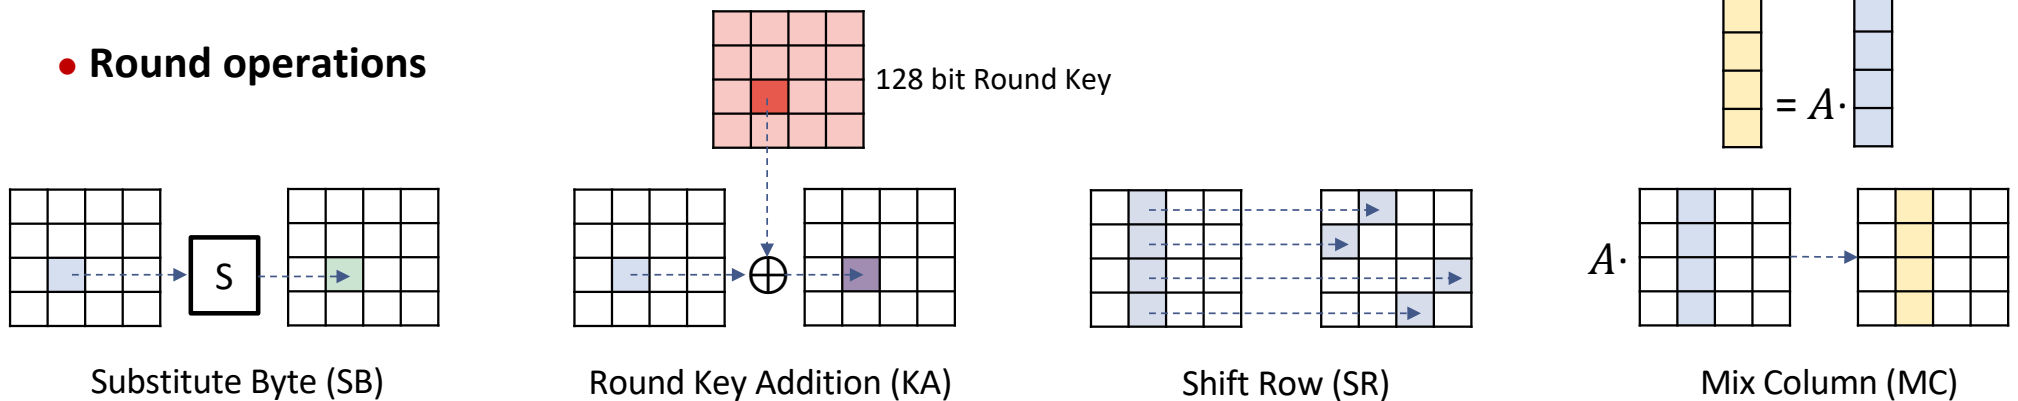 • Round operations
128 bit Round Key
= A·
S
A·
Substitute Byte (SB)
Round Key Addition (KA)
Shift Row (SR)
Mix Column (MC)